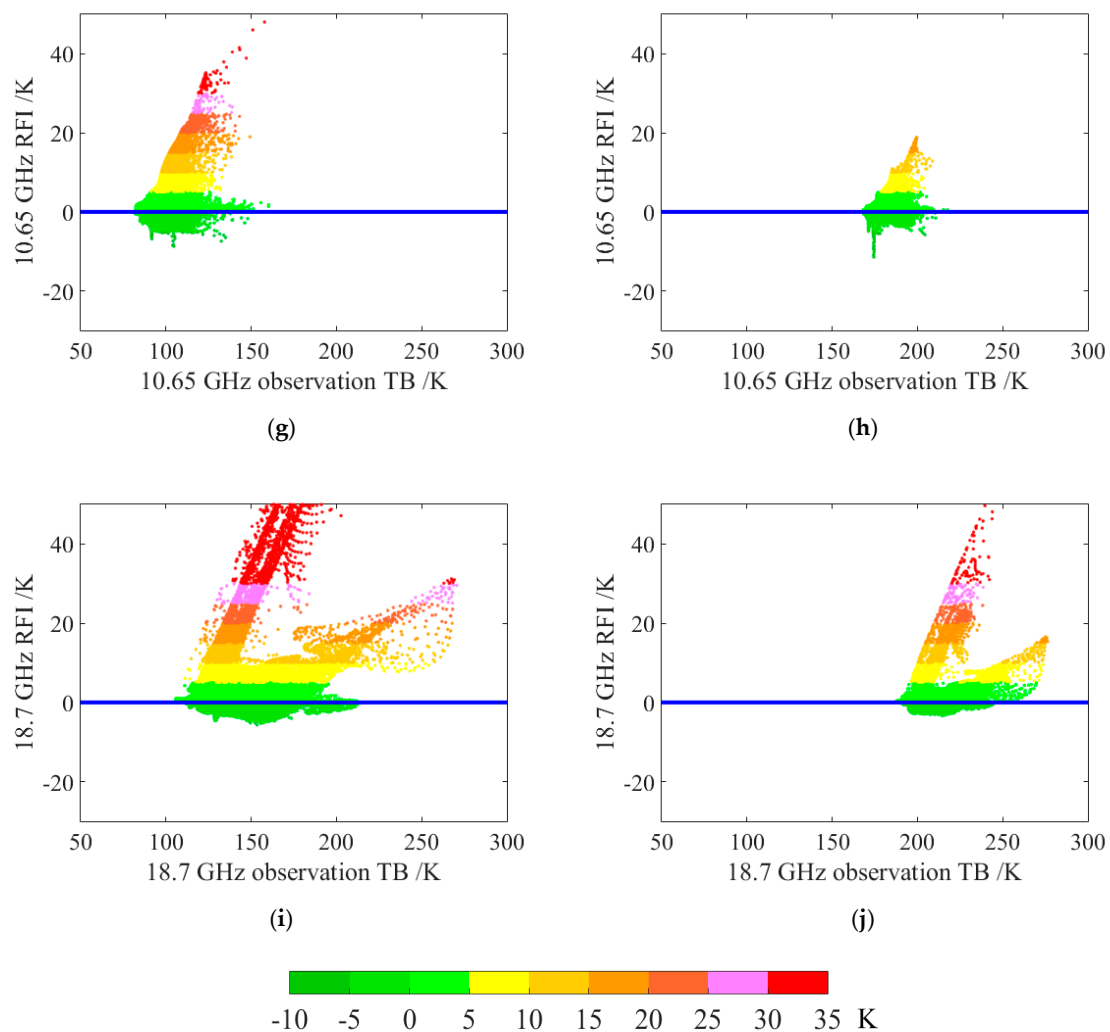 40
20
0
-20
10.65 GHz RFI /K
50 100 150 200 250 300
10.65 GHz observation TB /K
(g)
40
20
0
-20
10.65 GHz RFI /K
50 100 150 200 250 300
10.65 GHz observation TB /K
(h)
40
20
0
-20
18.7 GHz RFI /K
50 100 150 200 250 300
18.7 GHz observation TB /K
(i)
40
20
0
-20
18.7 GHz RFI /K
50 100 150 200 250 300
18.7 GHz observation TB /K
(j)
-10 -5 0 5 10 15 20 25 30 35 K